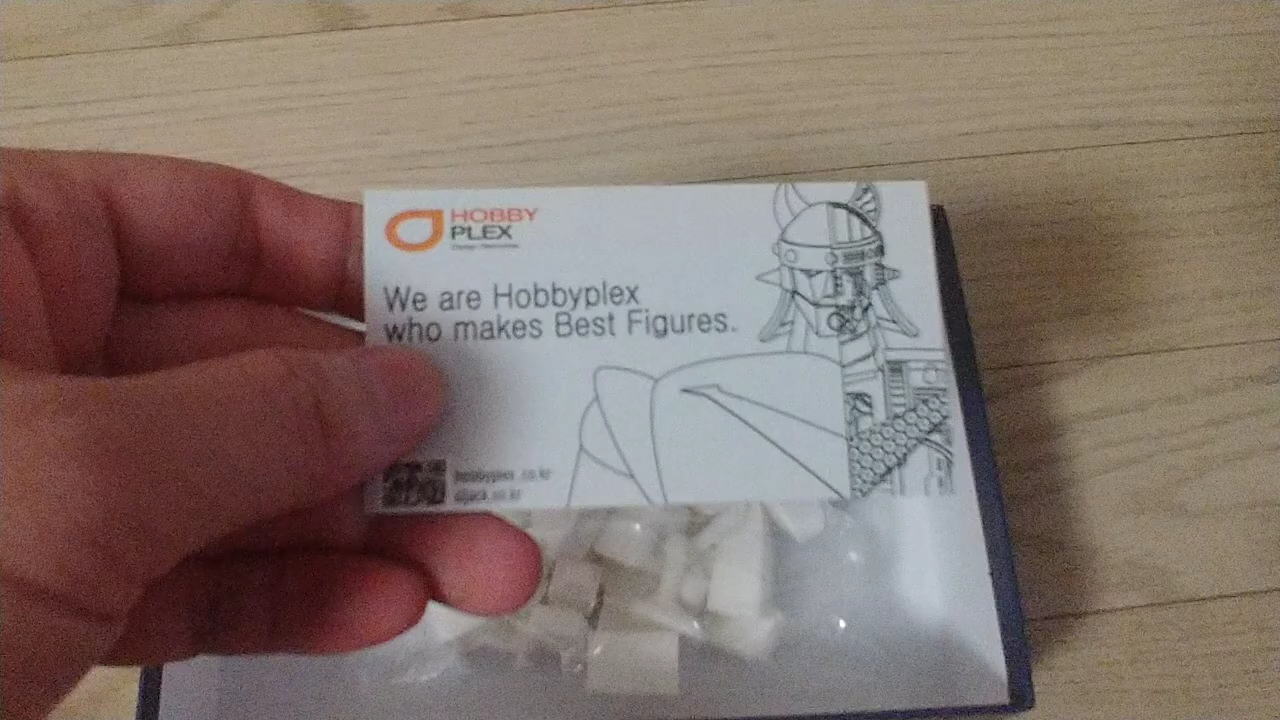 HOBBY
PLEX
We are Hobbyplex
who makes Best Figures.
hobbyplex.co.kr